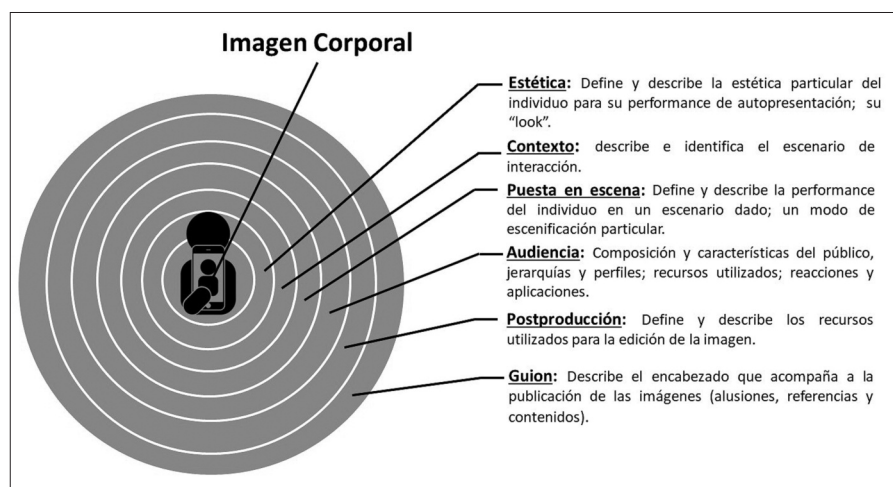 Imagen Corporal
Estética: Define y describe la estética particular del
individuo para su performance de autopresentación; su
“look”.
Contexto: describe e identifica el escenario de
interacción.
Puesta en escena: Define y describe la performance
del individuo en un escenario dado; un modo de
escenificación particular.
Audiencia: Composición y características del público,
jerarquías y perfiles; recursos utilizados; reacciones y
aplicaciones.
Postproducción: Define y describe los recursos
utilizados para la edición de la imagen.
Guion: Describe el encabezado que acompaña a la
publicación de las imágenes (alusiones, referencias y
contenidos).